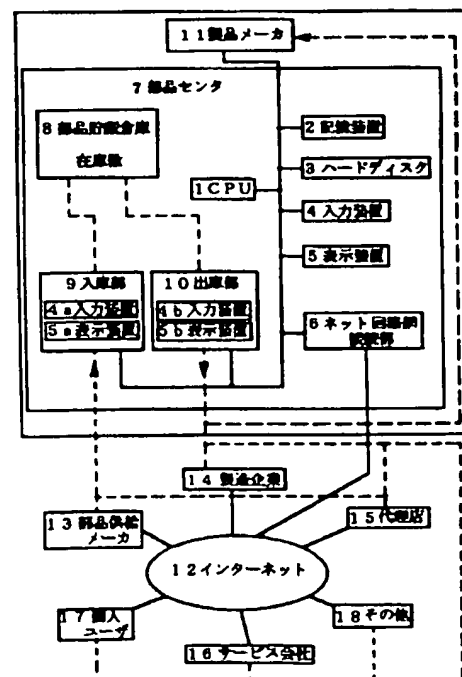 11製品メーカ
7部品センタ
8部品貯蔵倉庫
在庫数
2記憶装置
3ハードディスク
1CPU
4入力装置
5表示装置
9入庫部
4a入力装置
5a表示装置
10出庫部
4b入力装置
5b表示装置
6ネット回路網
接続部
14製造企業
13部品供給
メーカ
15代理店
12インターネット
17個人
ユーザ
18その他
16サービス会社